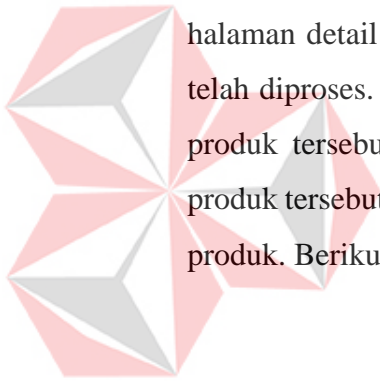 halaman detail
telah diproses.
produk tersebu
produk tersebut
produk. Beriku